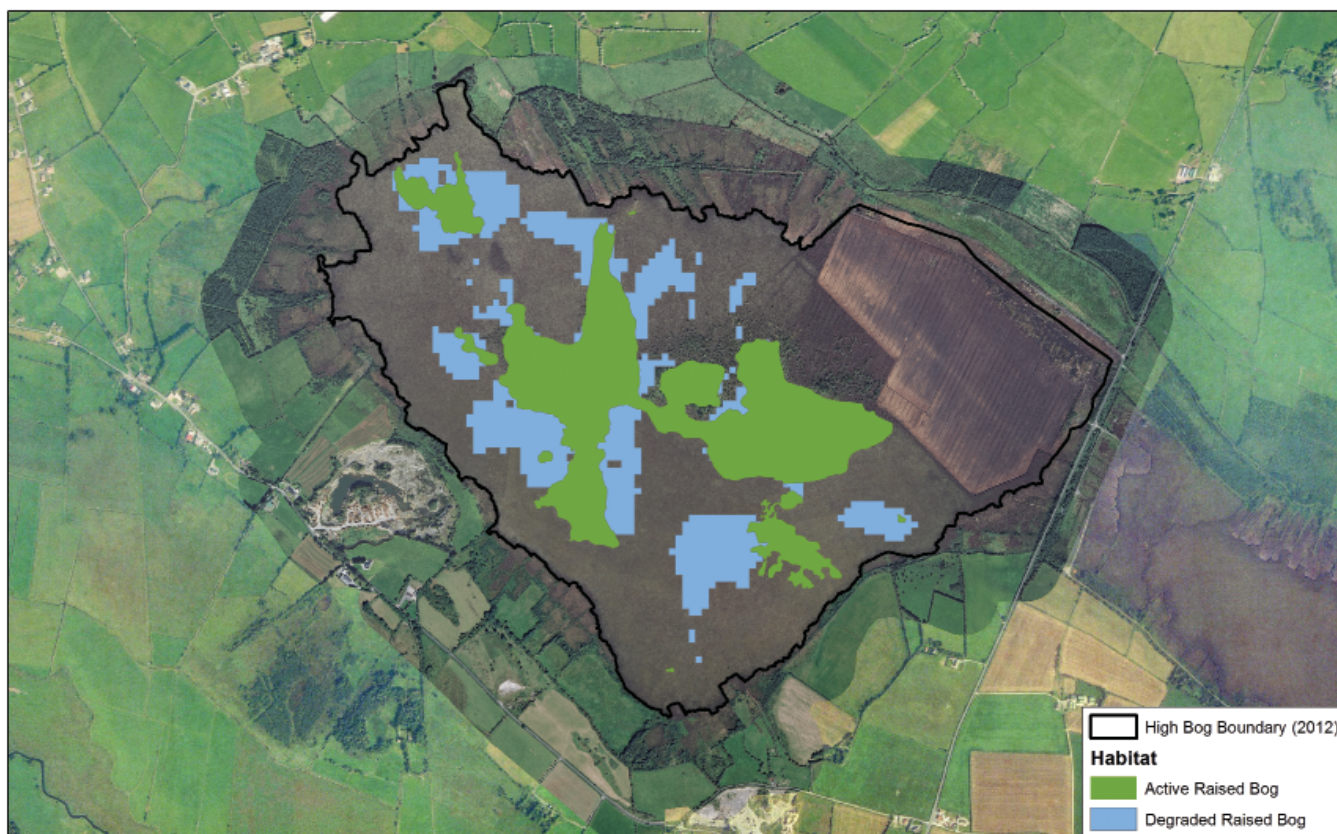 High Bog Boundary (2012)
Habitat
Active Raised Bog
Degraded Raised Bog